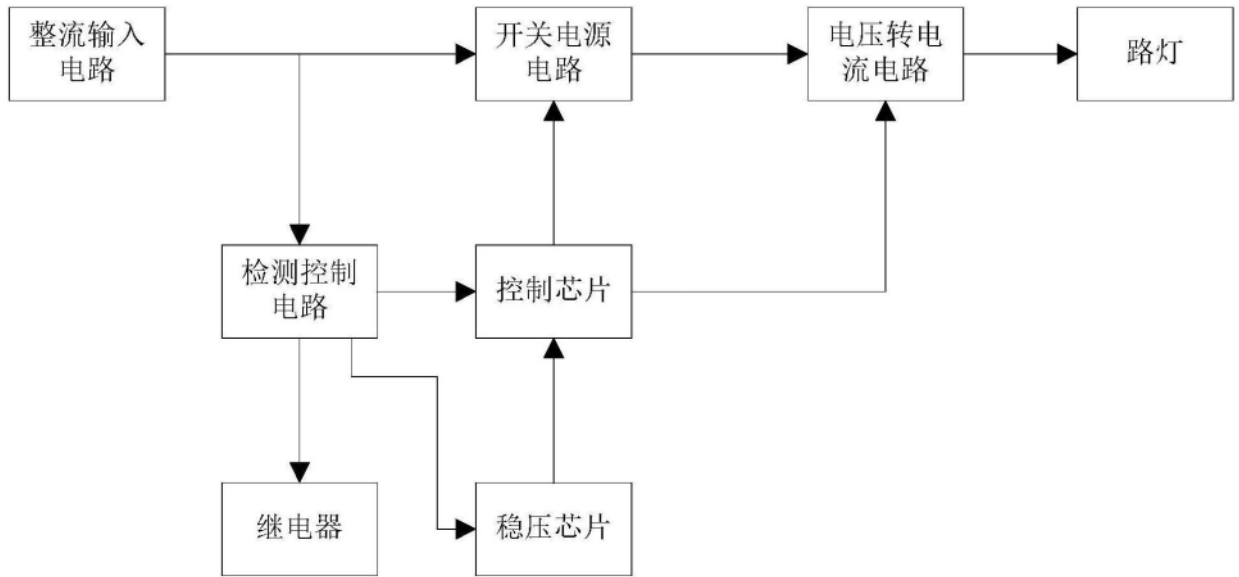 整流输入
电路
开关电源
电路
电压转电
流电路
路灯
检测控制
电路
控制芯片
继电器
稳压芯片